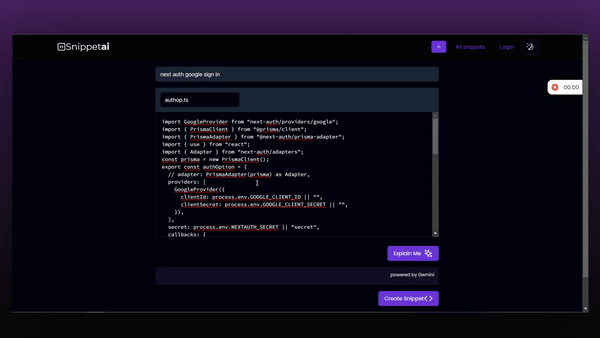 Snippetai
+
All snippets
Login
next auth google sign in
00:00
authop.ts
import GoogleProvider from "next-auth/providers/google";
import { PrismaClient } from "@prisma/client";
import { PrismaAdapter } from "@next-auth/prisma-adapter";
import { use } from "react";
import { Adapter } from "next-auth/adapters";
const prisma = new PrismaClient();
export const authOption = {
// adapter: PrismaAdapter(prisma) as Adapter,
providers: [
GoogleProvider({
clientId: process.env.GOOGLE_CLIENT_ID || "",
clientSecret: process.env.GOOGLE_CLIENT_SECRET || "",
}),
],
secret: process.env.NEXTAUTH_SECRET || "secret",
callbacks: {
Explain Me
powered by Gemini
Create Snippet